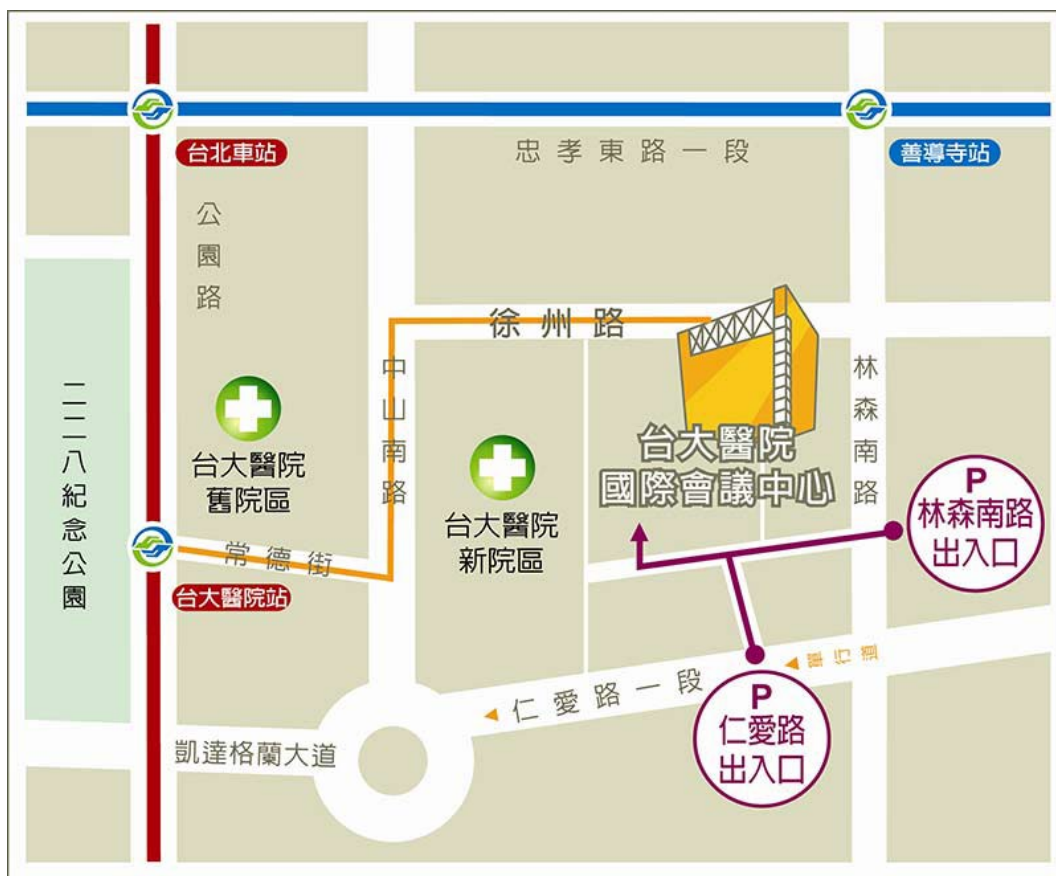 台北車站
忠孝東路一段
善導寺站
公園路
徐州路
中山南路
林森南路
二二八紀念公園
台大醫院
舊院區
台大醫院
新院區
台大醫院
國際會議中心
P
林森南路
出入口
常德街
台大醫院站
單行道
仁愛路一段
P
仁愛路
出入口
凱達格蘭大道